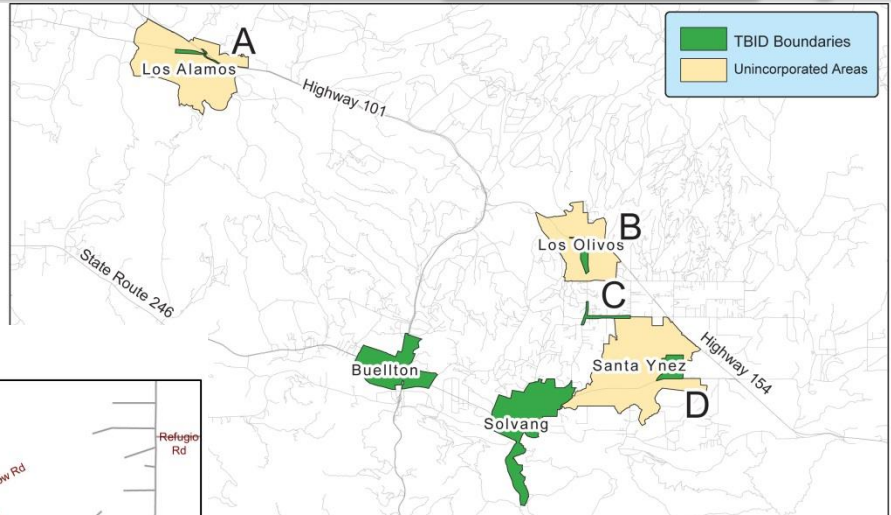 TBID Boundaries
Unincorporated Areas
A
Los Alamos
Highway 101
B
Los Olivos
State Route 246
C
Highway 154
Santa Ynez
Buellton
D
Solvang
Refugio
Rd
Rd